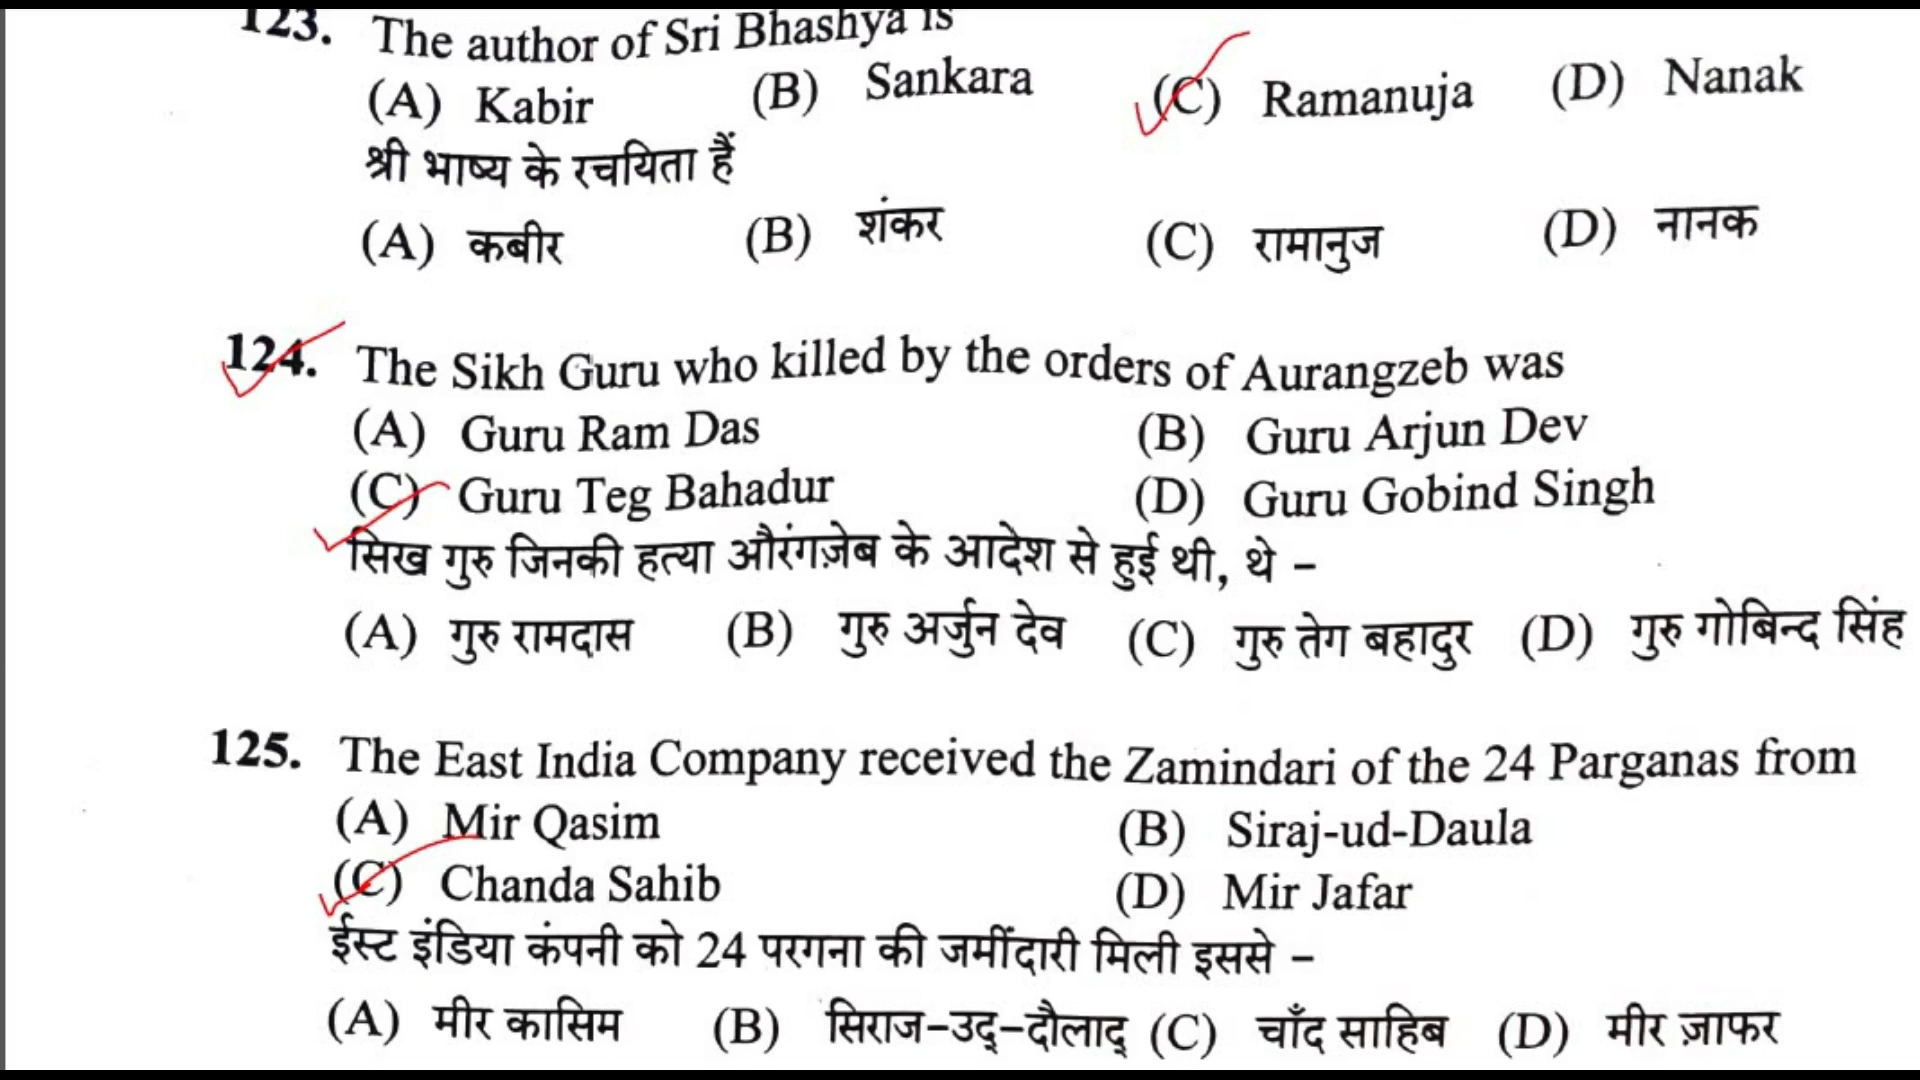 123. The author of Sri Bhashya is
(A) Kabir (B) Sankara (C) Ramanuja (D) Nanak
श्री भाष्य के रचयिता हैं
(A) कबीर (B) शंकर (C) रामानुज (D) नानक
124. The Sikh Guru who killed by the orders of Aurangzeb was
(A) Guru Ram Das (B) Guru Arjun Dev
(C) Guru Teg Bahadur (D) Guru Gobind Singh
सिख गुरु जिनकी हत्या औरंगज़ेब के आदेश से हुई थी, थे –
(A) गुरु रामदास (B) गुरु अर्जुन देव (C) गुरु तेग बहादुर (D) गुरु गोबिन्द सिंह
125. The East India Company received the Zamindari of the 24 Parganas from
(A) Mir Qasim (B) Siraj-ud-Daula
(C) Chanda Sahib (D) Mir Jafar
ईस्ट इंडिया कंपनी को 24 परगना की जमींदारी मिली इससे –
(A) मीर कासिम (B) सिराज-उद्-दौलाद् (C) चाँद साहिब (D) मीर ज़ाफर